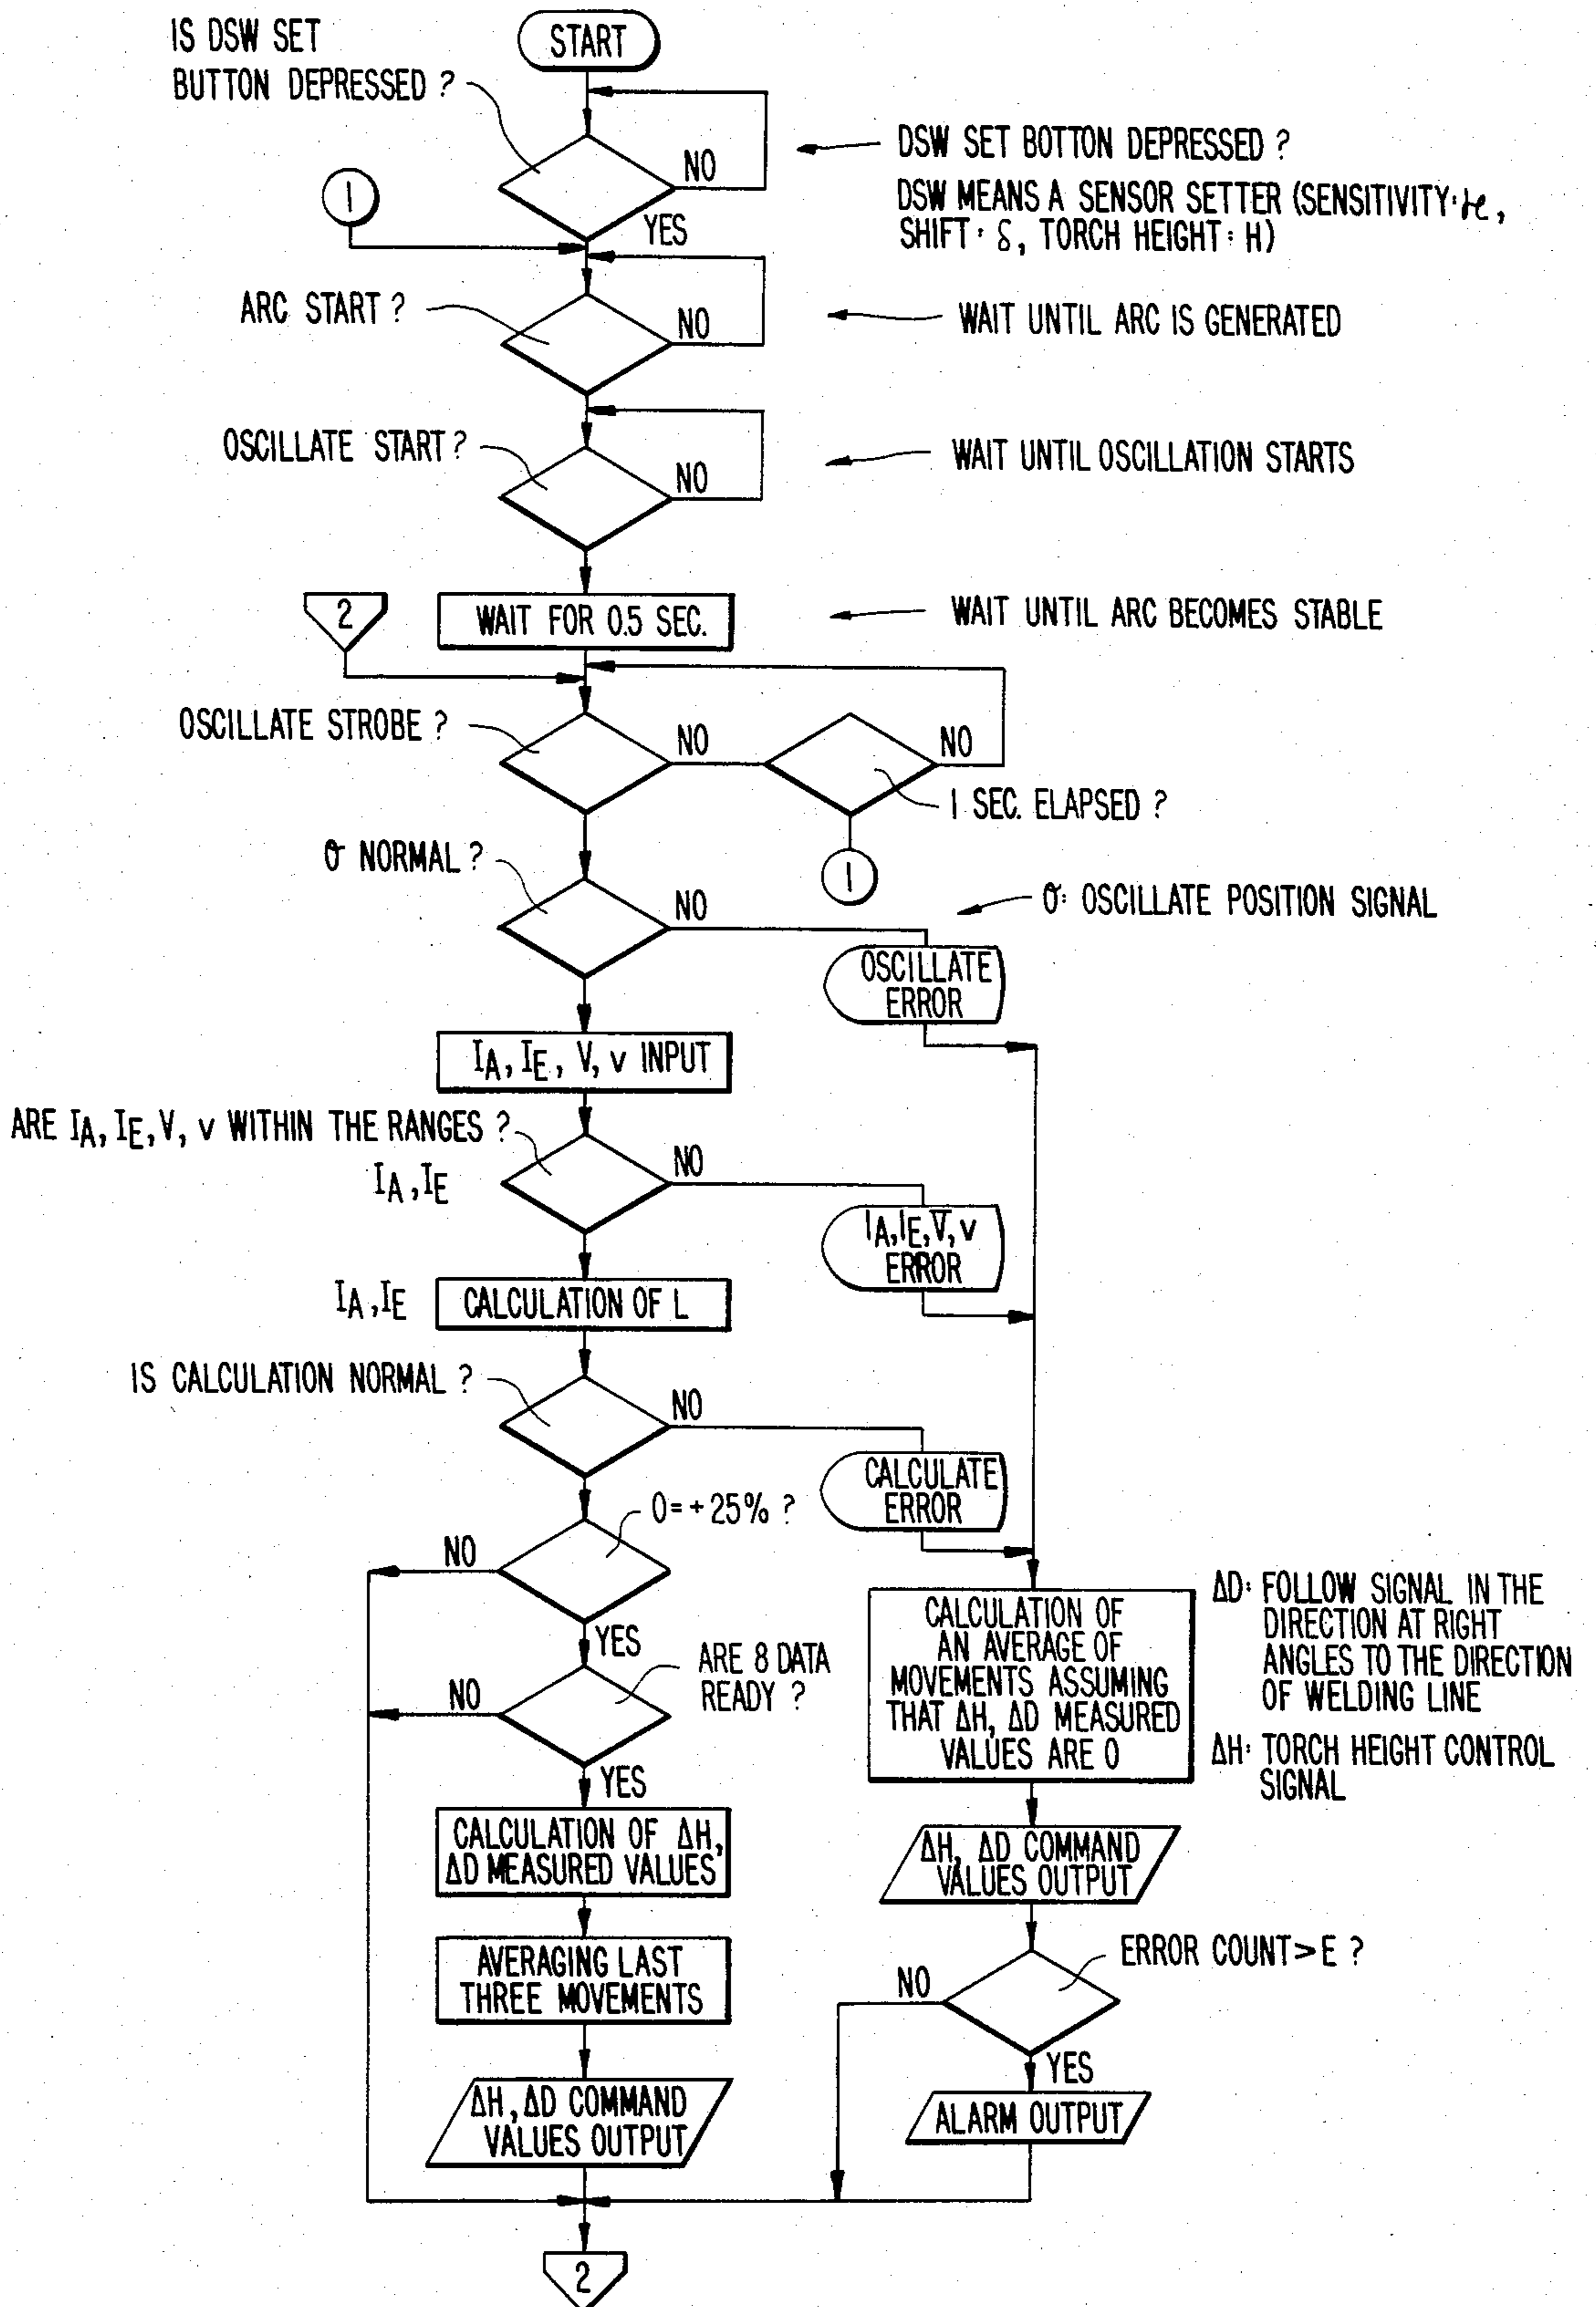 IS DSW SET
BUTTON DEPRESSED ?
START
NO
DSW SET BOTTON DEPRESSED ?
DSW MEANS A SENSOR SETTER (SENSITIVITY:
SHIFT: δ, TORCH HEIGHT: H)
1
YES
ARC START ?
NO
WAIT UNTIL ARC IS GENERATED
OSCILLATE START ?
NO
WAIT UNTIL OSCILLATION STARTS
2
WAIT FOR 0.5 SEC.
WAIT UNTIL ARC BECOMES STABLE
OSCILLATE STROBE ?
NO
NO
1 SEC. ELAPSED ?
1
σ NORMAL ?
NO
σ: OSCILLATE POSITION SIGNAL
OSCILLATE
ERROR
IA, IE, V, v INPUT
ARE IA, IE, V, v WITHIN THE RANGES ?
IA, IE
NO
IA, IE, V, v
ERROR
IA, IE
CALCULATION OF L
IS CALCULATION NORMAL ?
NO
CALCULATE
ERROR
0=+25% ?
NO
YES
ARE 8 DATA
READY ?
NO
YES
CALCULATION OF
AN AVERAGE OF
MOVEMENTS ASSUMING
THAT ΔH, ΔD MEASURED
VALUES ARE 0
ΔD: FOLLOW SIGNAL IN THE
DIRECTION AT RIGHT
ANGLES TO THE DIRECTION
OF WELDING LINE
ΔH: TORCH HEIGHT CONTROL
SIGNAL
CALCULATION OF ΔH,
ΔD MEASURED VALUES
ΔH, ΔD COMMAND
VALUES OUTPUT
AVERAGING LAST
THREE MOVEMENTS
ERROR COUNT>E ?
NO
YES
ΔH, ΔD COMMAND
VALUES OUTPUT
ALARM OUTPUT
2